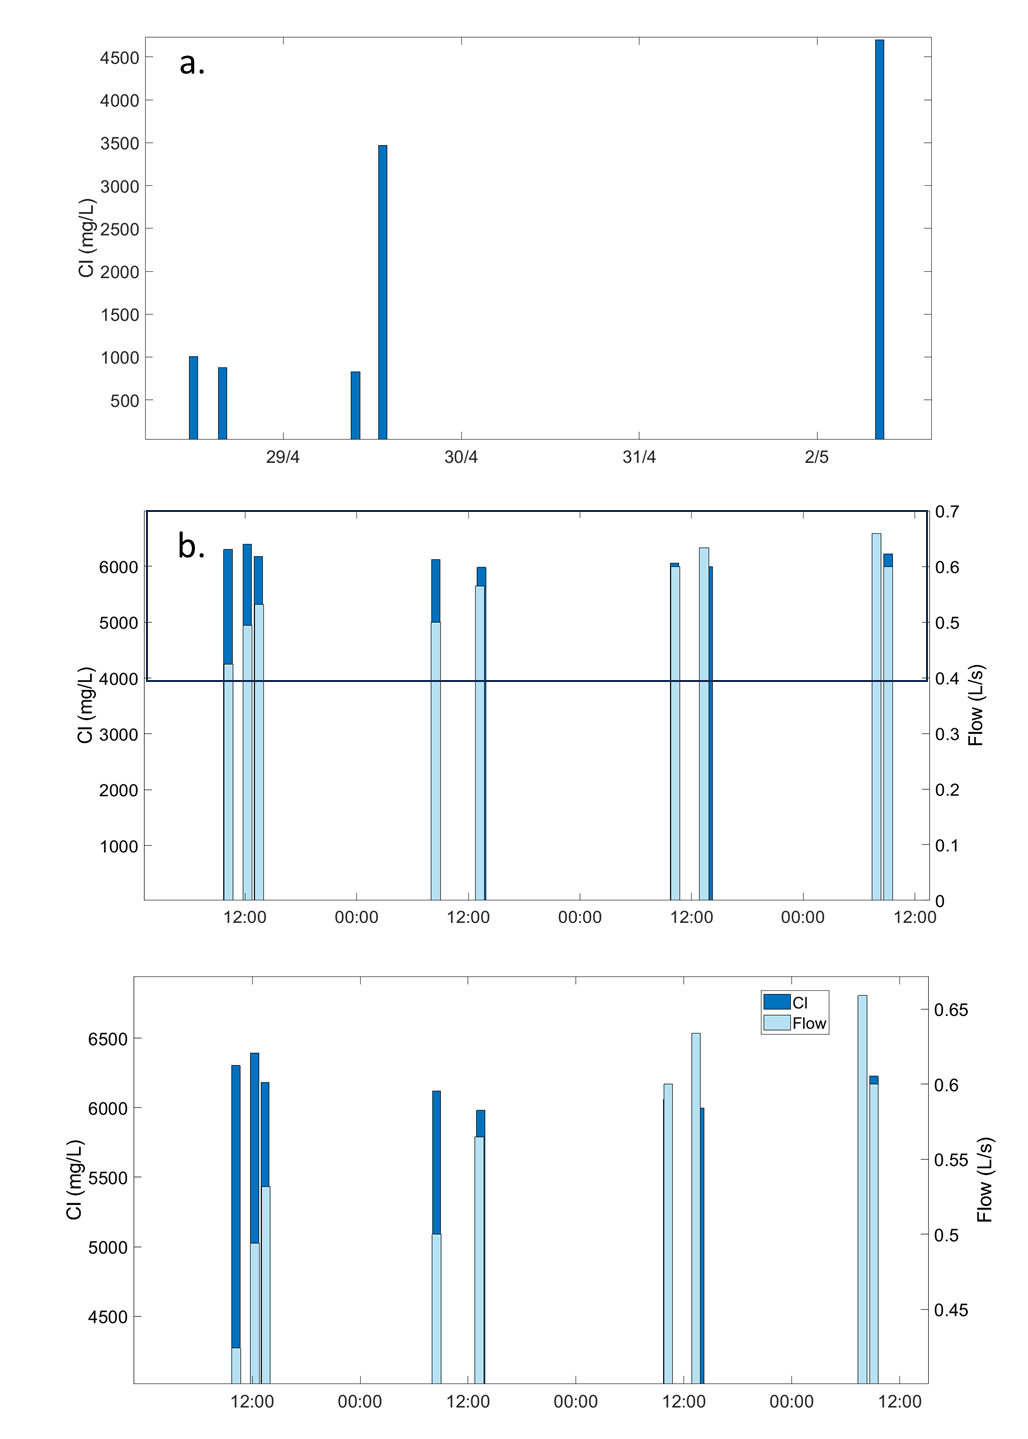 a.
4500
4000
3500
3000
2500
2000
1500
1000
500
Cl (mg/L)
29/4 30/4 31/4 2/5
b.
6000
5000
4000
3000
2000
1000
Cl (mg/L)
0.7
0.6
0.5
0.4
0.3
0.2
0.1
0
Flow (L/s)
12:00 00:00 12:00 00:00 12:00 00:00 12:00
Cl
Flow
6500
6000
5500
5000
4500
Cl (mg/L)
0.65
0.6
0.55
0.5
0.45
Flow (L/s)
12:00 00:00 12:00 00:00 12:00 00:00 12:00